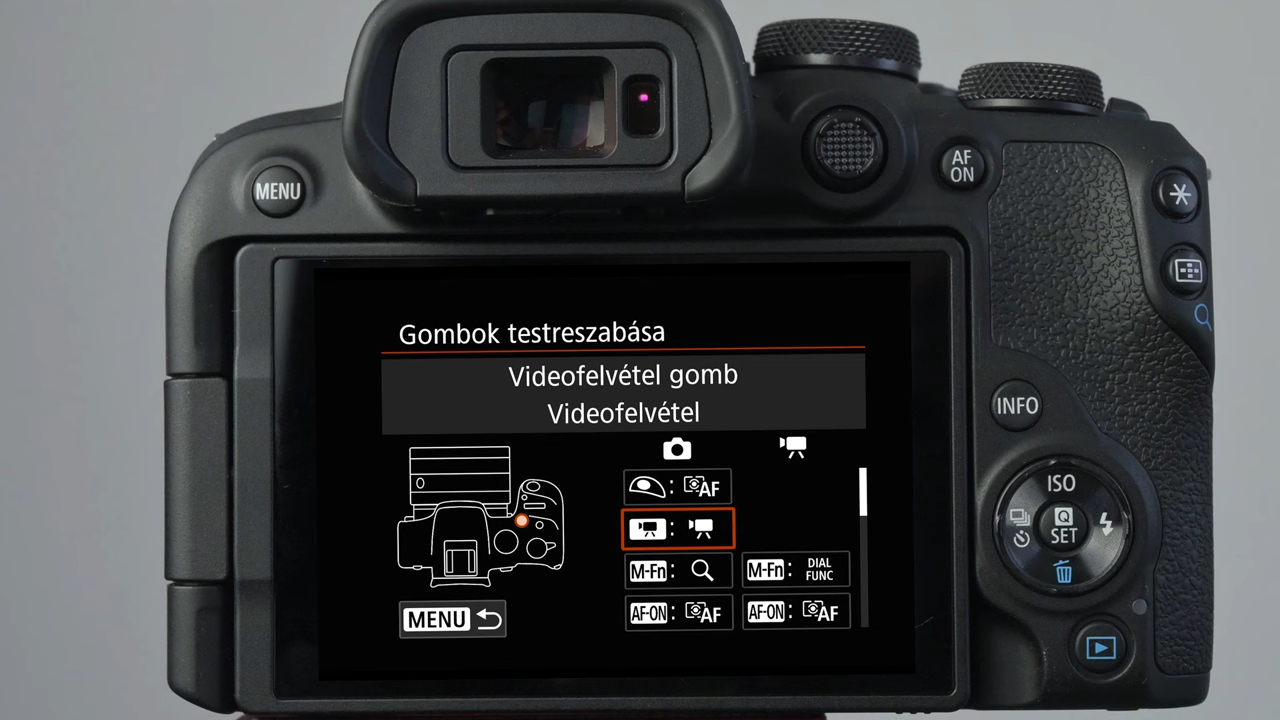 MENU
AF
ON
Gombok testreszabása
Videofelvétel gomb
Videofelvétel
: AF
:
M-Fn :
M-Fn : DIAL FUNC
AF-ON : AF
AF-ON : AF
MENU
INFO
ISO
Q
SET